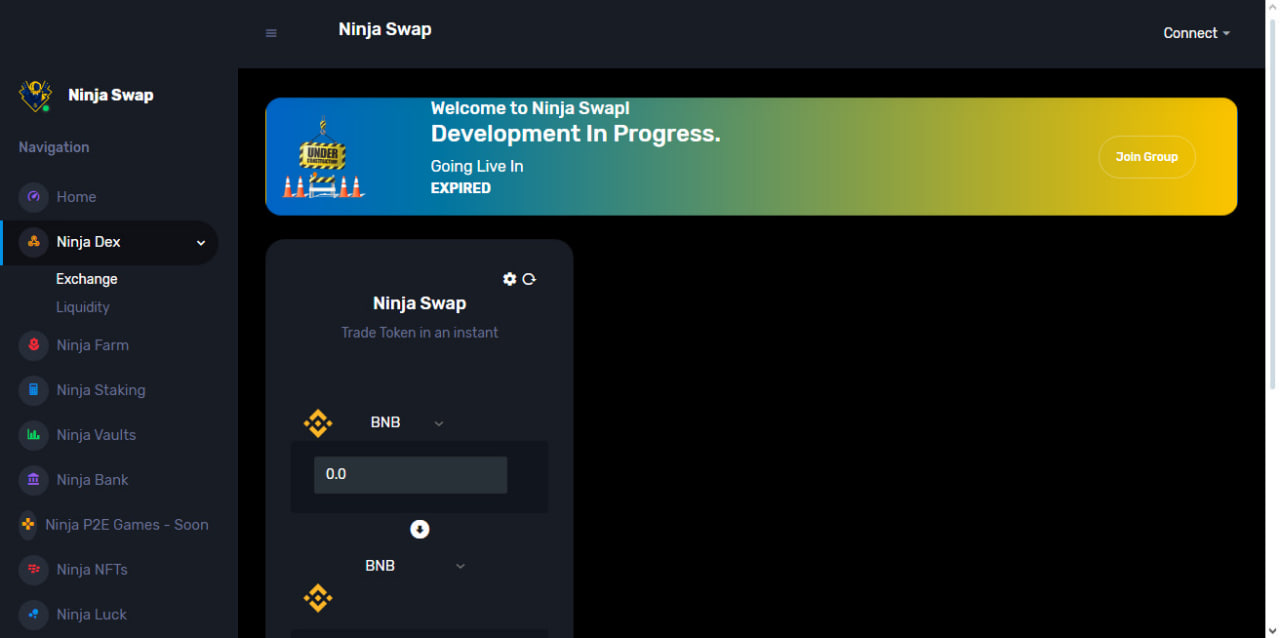 Ninja Swap
Connect
Ninja Swap
Navigation
Home
Ninja Dex
Exchange
Liquidity
Ninja Farm
Ninja Staking
Ninja Vaults
Ninja Bank
Ninja P2E Games - Soon
Ninja NFTs
Ninja Luck
UNDER
CONSTRUCTION
Welcome to Ninja Swap!
Development In Progress.
Going Live In
EXPIRED
Join Group
Ninja Swap
Trade Token in an instant
BNB
0.0
BNB